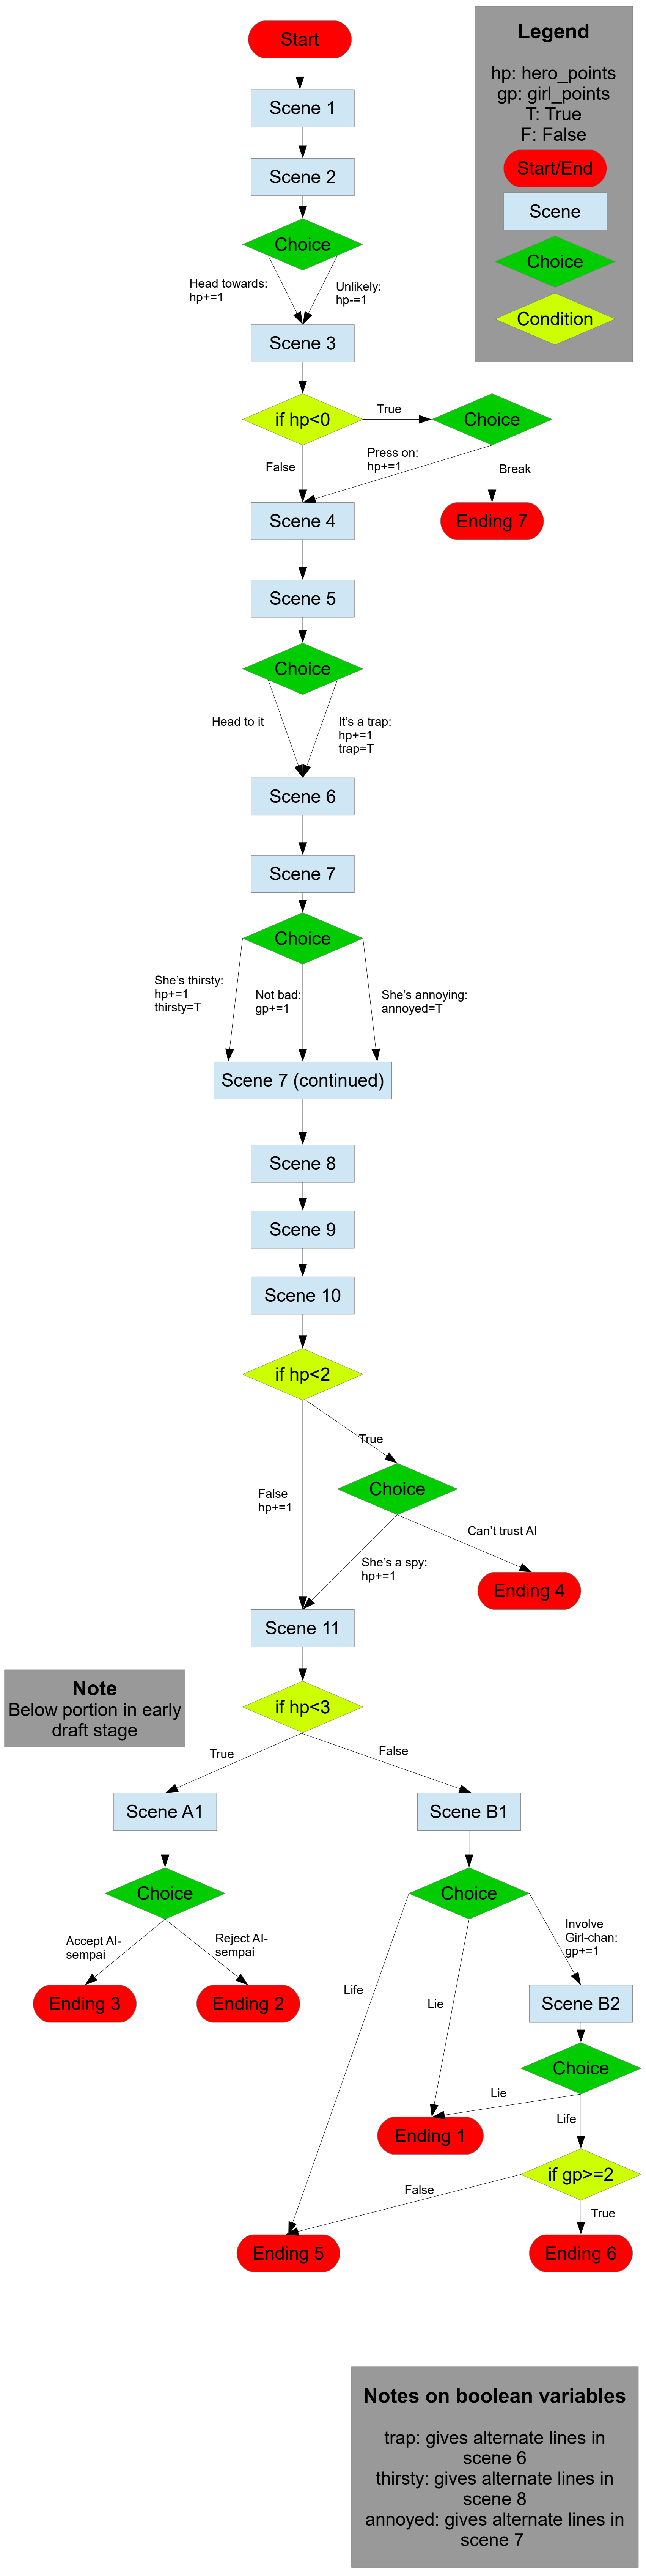 Start
Legend
hp: hero_points
gp: girl_points
T: True
F: False
Start/End
Scene
Choice
Condition
Scene 1
Scene 2
Choice
Head towards:
hp+=1
Unlikely:
hp-=1
Scene 3
if hp<0
True
Choice
False
Press on:
hp+=1
Break
Scene 4
Ending 7
Scene 5
Choice
Head to it
It's a trap:
hp+=1
trap=T
Scene 6
Scene 7
Choice
She's thirsty:
hp+=1
thirsty=T
Not bad:
gp+=1
She's annoying:
annoyed=T
Scene 7 (continued)
Scene 8
Scene 9
Scene 10
if hp<2
True
Choice
False
hp+=1
Can't trust AI
She's a spy:
hp+=1
Ending 4
Scene 11
Note
Below portion in early
draft stage
if hp<3
True
False
Scene A1
Scene B1
Choice
Choice
Accept AI-
sempai
Reject AI-
sempai
Involve
Girl-chan:
gp+=1
Ending 3
Ending 2
Life
Lie
Scene B2
Choice
Lie
Life
Ending 1
if gp>=2
False
True
Ending 5
Ending 6
Notes on boolean variables
trap: gives alternate lines in
scene 6
thirsty: gives alternate lines in
scene 8
annoyed: gives alternate lines in
scene 7